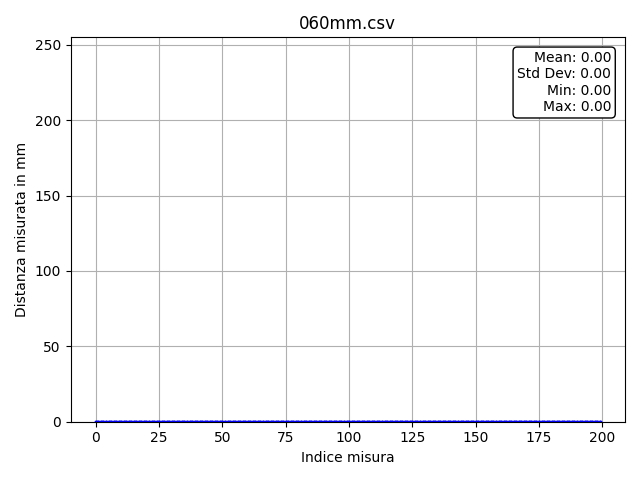 060mm.csv
Mean: 0.00
Std Dev: 0.00
Min: 0.00
Max: 0.00
Distanza misurata in mm
250
200
150
100
50
0
0 25 50 75 100 125 150 175 200
Indice misura